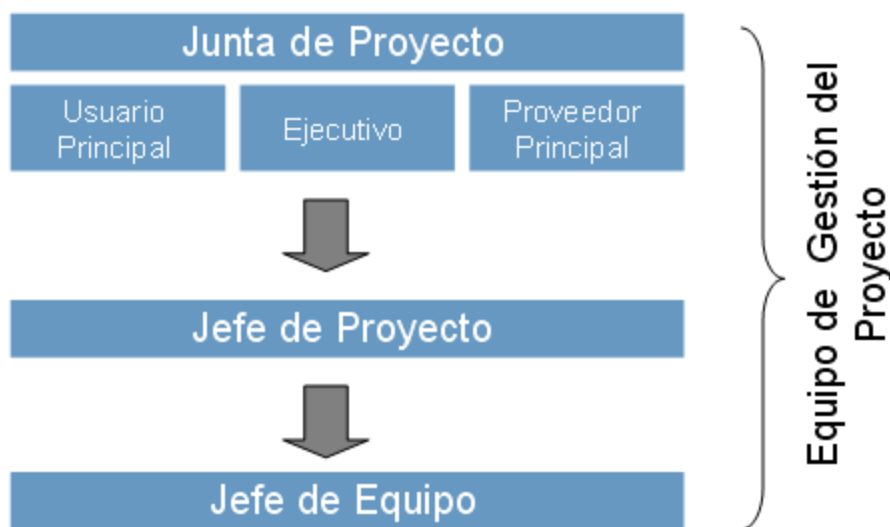 Junta de Proyecto
Usuario
Principal
Ejecutivo
Proveedor
Principal
Jefe de Proyecto
Jefe de Equipo
Equipo de Gestión del
Proyecto